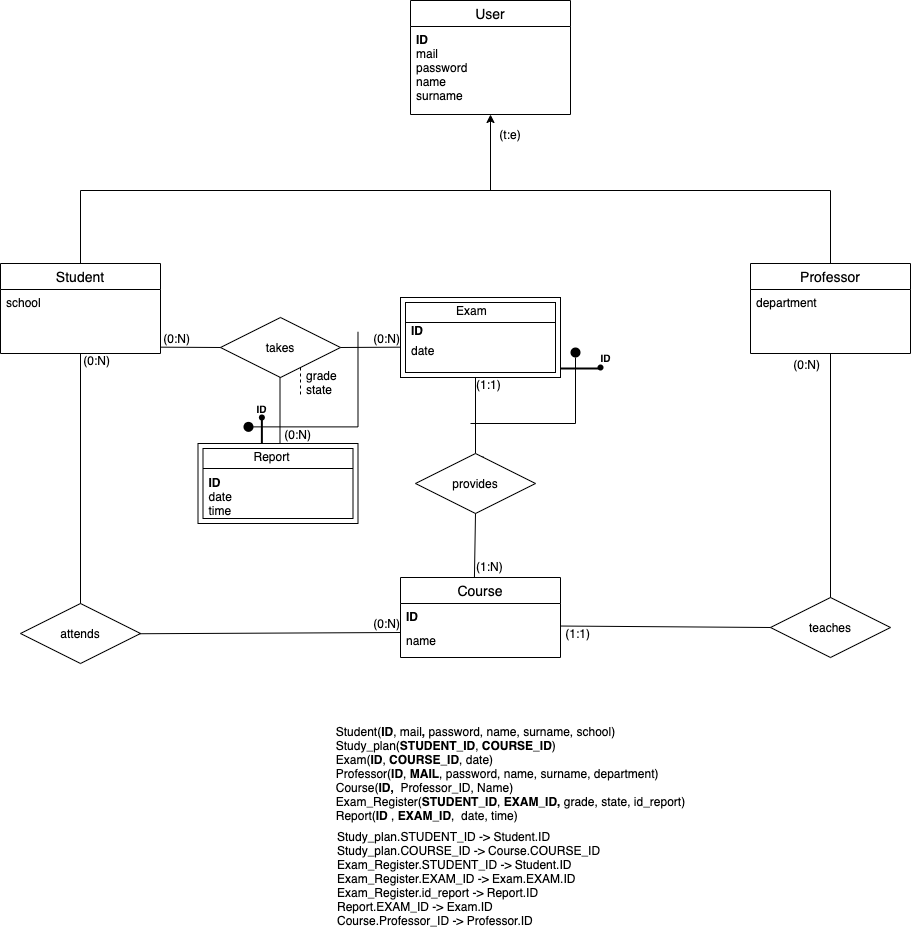 User
ID
mail
password
name
surname
(t:e)
Student
school
Professor
department
Exam
ID
date
(0:N)
takes
(0:N)
ID
(0:N)
grade
state
(1:1)
(0:N)
ID
(0:N)
Report
ID
date
time
provides
(1:N)
Course
ID
name
attends
(0:N)
(1:1)
teaches
Student(ID, mail, password, name, surname, school)
Study_plan(STUDENT_ID, COURSE_ID)
Exam(ID, COURSE_ID, date)
Professor(ID, MAIL, password, name, surname, department)
Course(ID, Professor_ID, Name)
Exam_Register(STUDENT_ID, EXAM_ID, grade, state, id_report)
Report(ID , EXAM_ID, date, time)
Study_plan.STUDENT_ID -> Student.ID
Study_plan.COURSE_ID -> Course.COURSE_ID
Exam_Register.STUDENT_ID -> Student.ID
Exam_Register.EXAM_ID -> Exam.EXAM.ID
Exam_Register.id_report -> Report.ID
Report.EXAM_ID -> Exam.ID
Course.Professor_ID -> Professor.ID